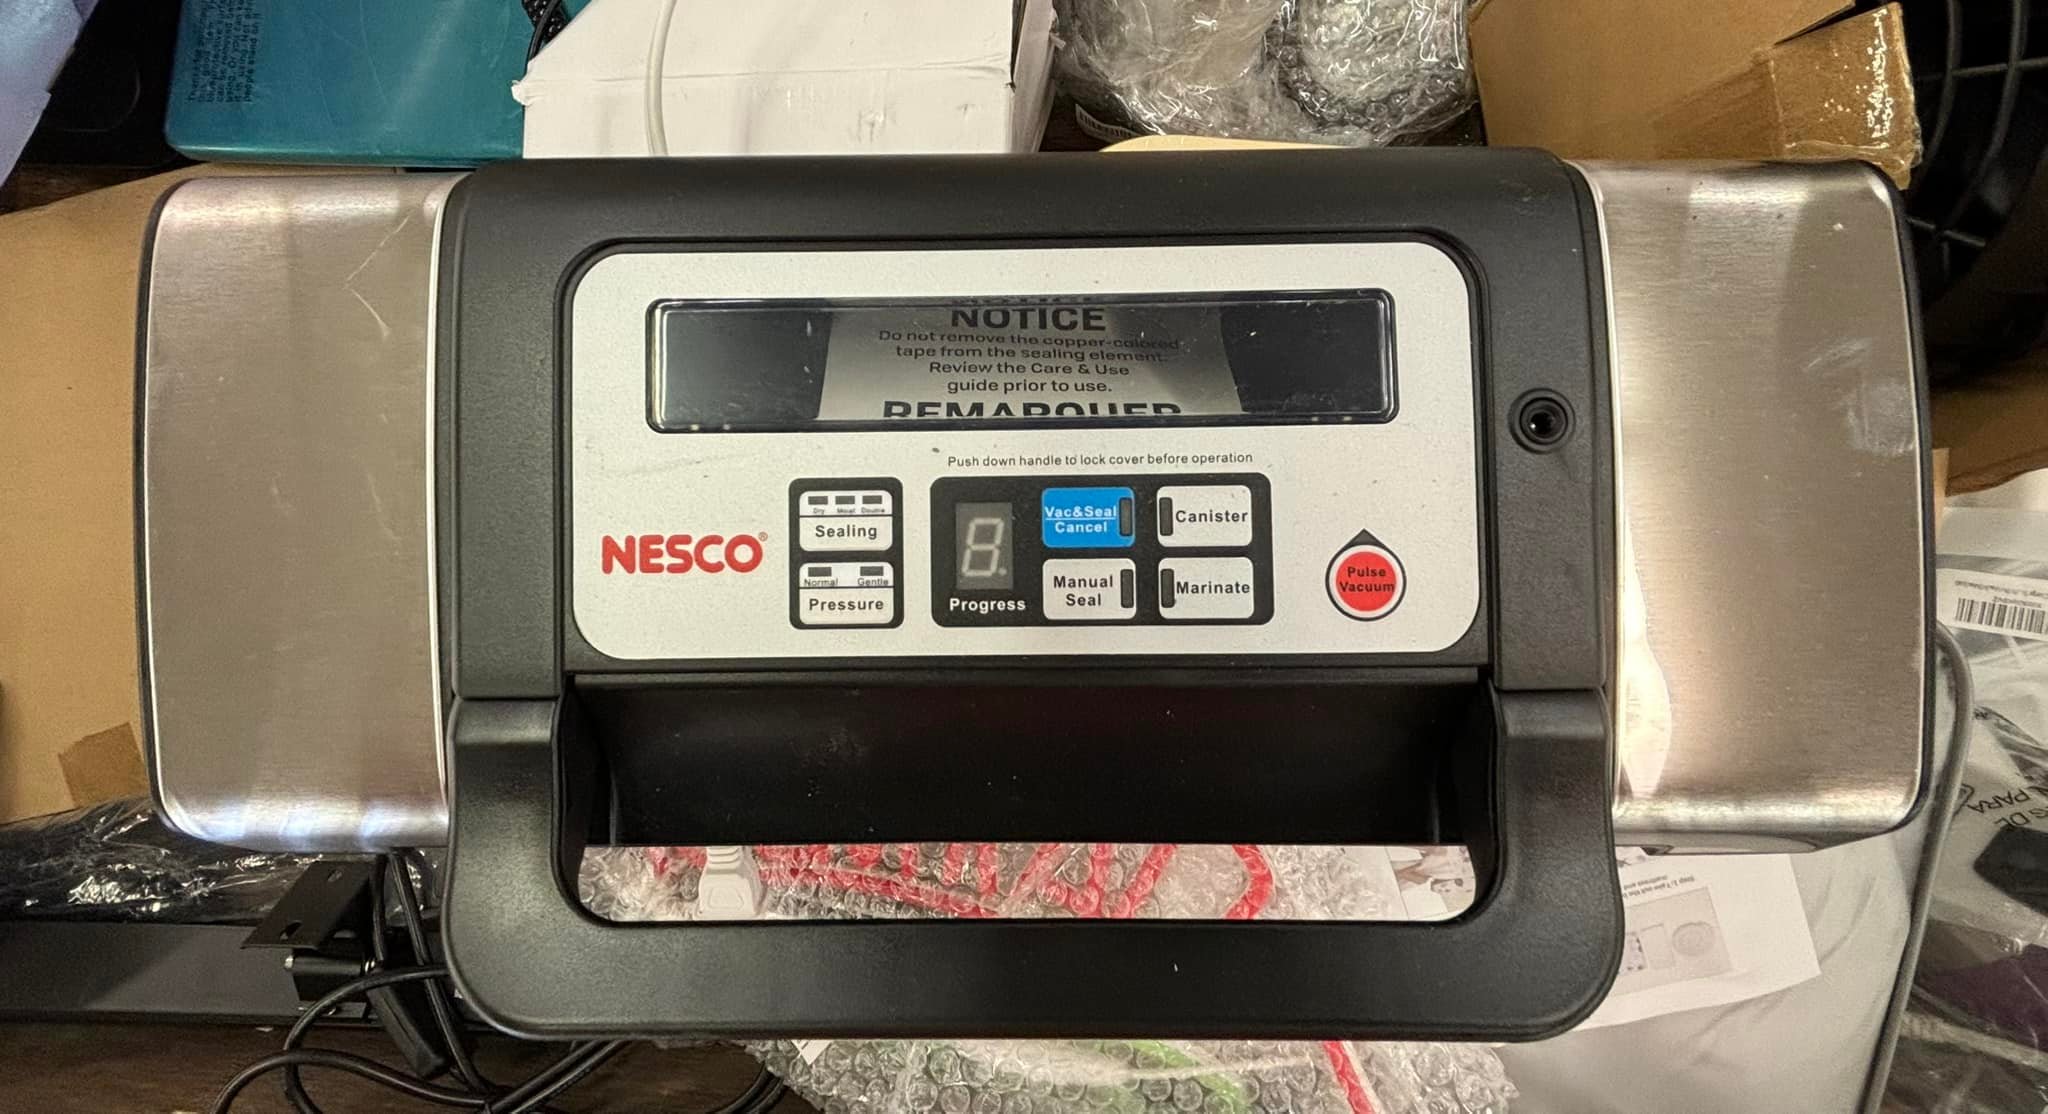 NOTICE
Do not remove the copper-colored
tape from the sealing element.
Review the Care & Use
guide prior to use.
REMARQUER
Push down handle to lock cover before operation
NESCO®
Dry Moist Double
Sealing
Normal Gentle
Pressure
8.
Progress
Vac&Seal
Cancel
Canister
Manual
Seal
Marinate
Pulse
Vacuum